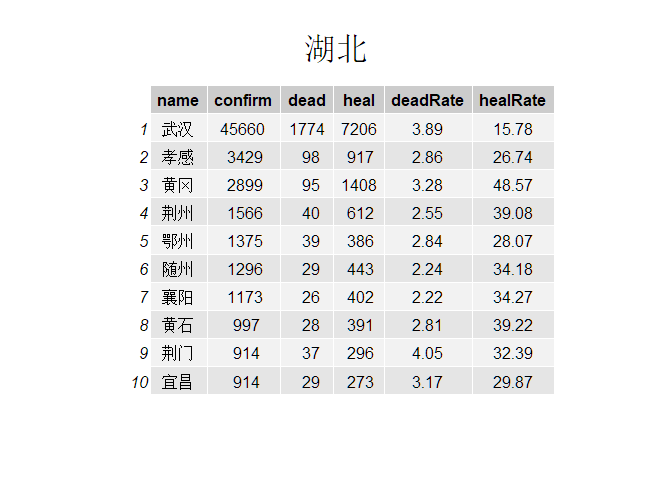 湖北
name confirm dead heal deadRate healRate
1 武汉 45660 1774 7206 3.89 15.78
2 孝感 3429 98 917 2.86 26.74
3 黄冈 2899 95 1408 3.28 48.57
4 荆州 1566 40 612 2.55 39.08
5 鄂州 1375 39 386 2.84 28.07
6 随州 1296 29 443 2.24 34.18
7 襄阳 1173 26 402 2.22 34.27
8 黄石 997 28 391 2.81 39.22
9 荆门 914 37 296 4.05 32.39
10 宜昌 914 29 273 3.17 29.87